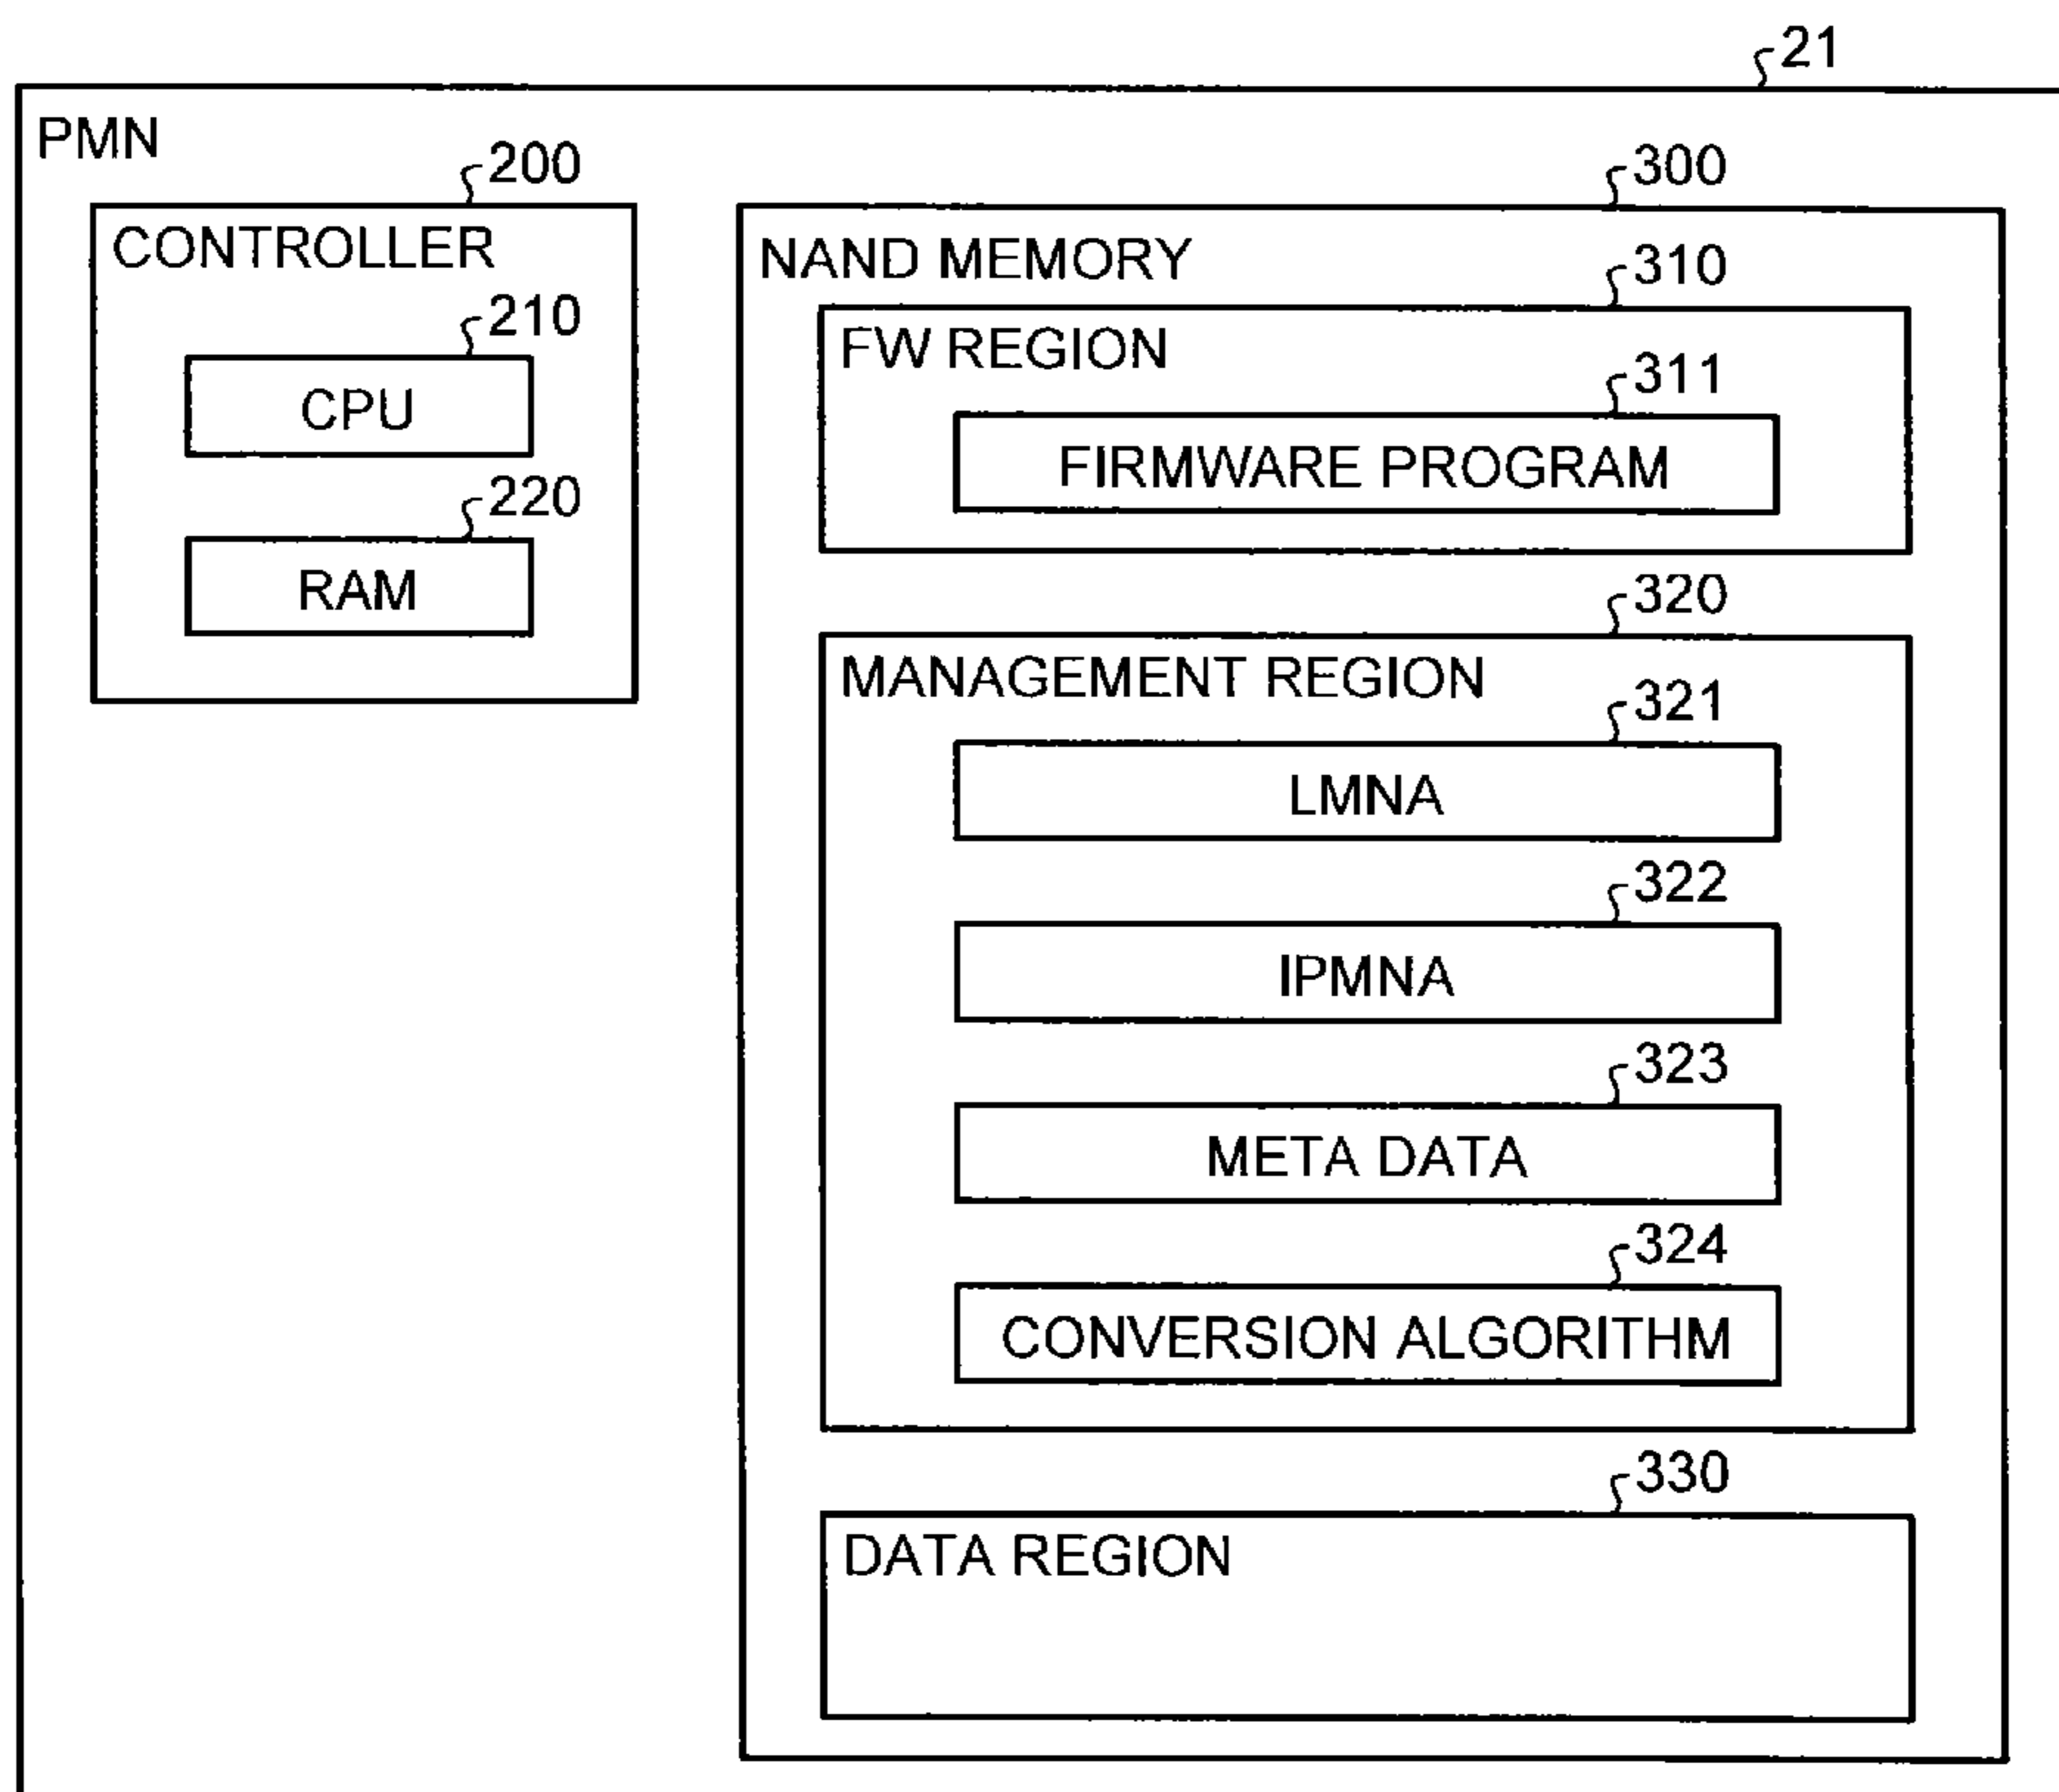 21
PMN
200
CONTROLLER
210
CPU
220
RAM
300
NAND MEMORY
310
FW REGION
311
FIRMWARE PROGRAM
320
MANAGEMENT REGION
321
LMNA
322
IPMNA
323
META DATA
324
CONVERSION ALGORITHM
330
DATA REGION